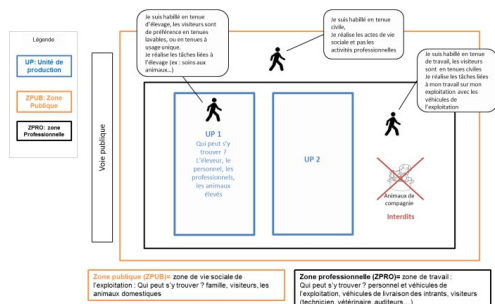 Je suis habillé en tenue
d'élevage, les visiteurs sont
de préférence en tenues
lavables, ou en tenues à
usage unique.
Je réalise les tâches liées à
l'élevage (ex : soins aux
animaux...)
Je suis habillé en tenue
civile,
Je réalise les actes de vie
sociale et pas les
activités professionnelles
Je suis habillé en tenue
de travail, les visiteurs
sont en tenues civiles
Je réalise les tâches liées
à mon travail sur mon
exploitation avec les
véhicules de
l'exploitation
Légende
UP: Unité de
production
ZPUB: Zone
Publique
ZPRO: zone
Professionnelle
Voie publique
UP 1
Qui peut s'y
trouver ?
L'éleveur, le
personnel, les
professionnels,
les animaux
élevés
UP 2
Animaux de
compagnie
Interdits
Zone publique (ZPUB)= zone de vie sociale de
l'exploitation : Qui peut s'y trouver ? famille, visiteurs, les
animaux domestiques
Zone professionnelle (ZPRO)= zone de travail :
Qui peut s'y trouver ? personnel et véhicules de
l'exploitation, véhicules de livraison des intrants, visiteurs
(technicien, vétérinaire, auditeurs…)